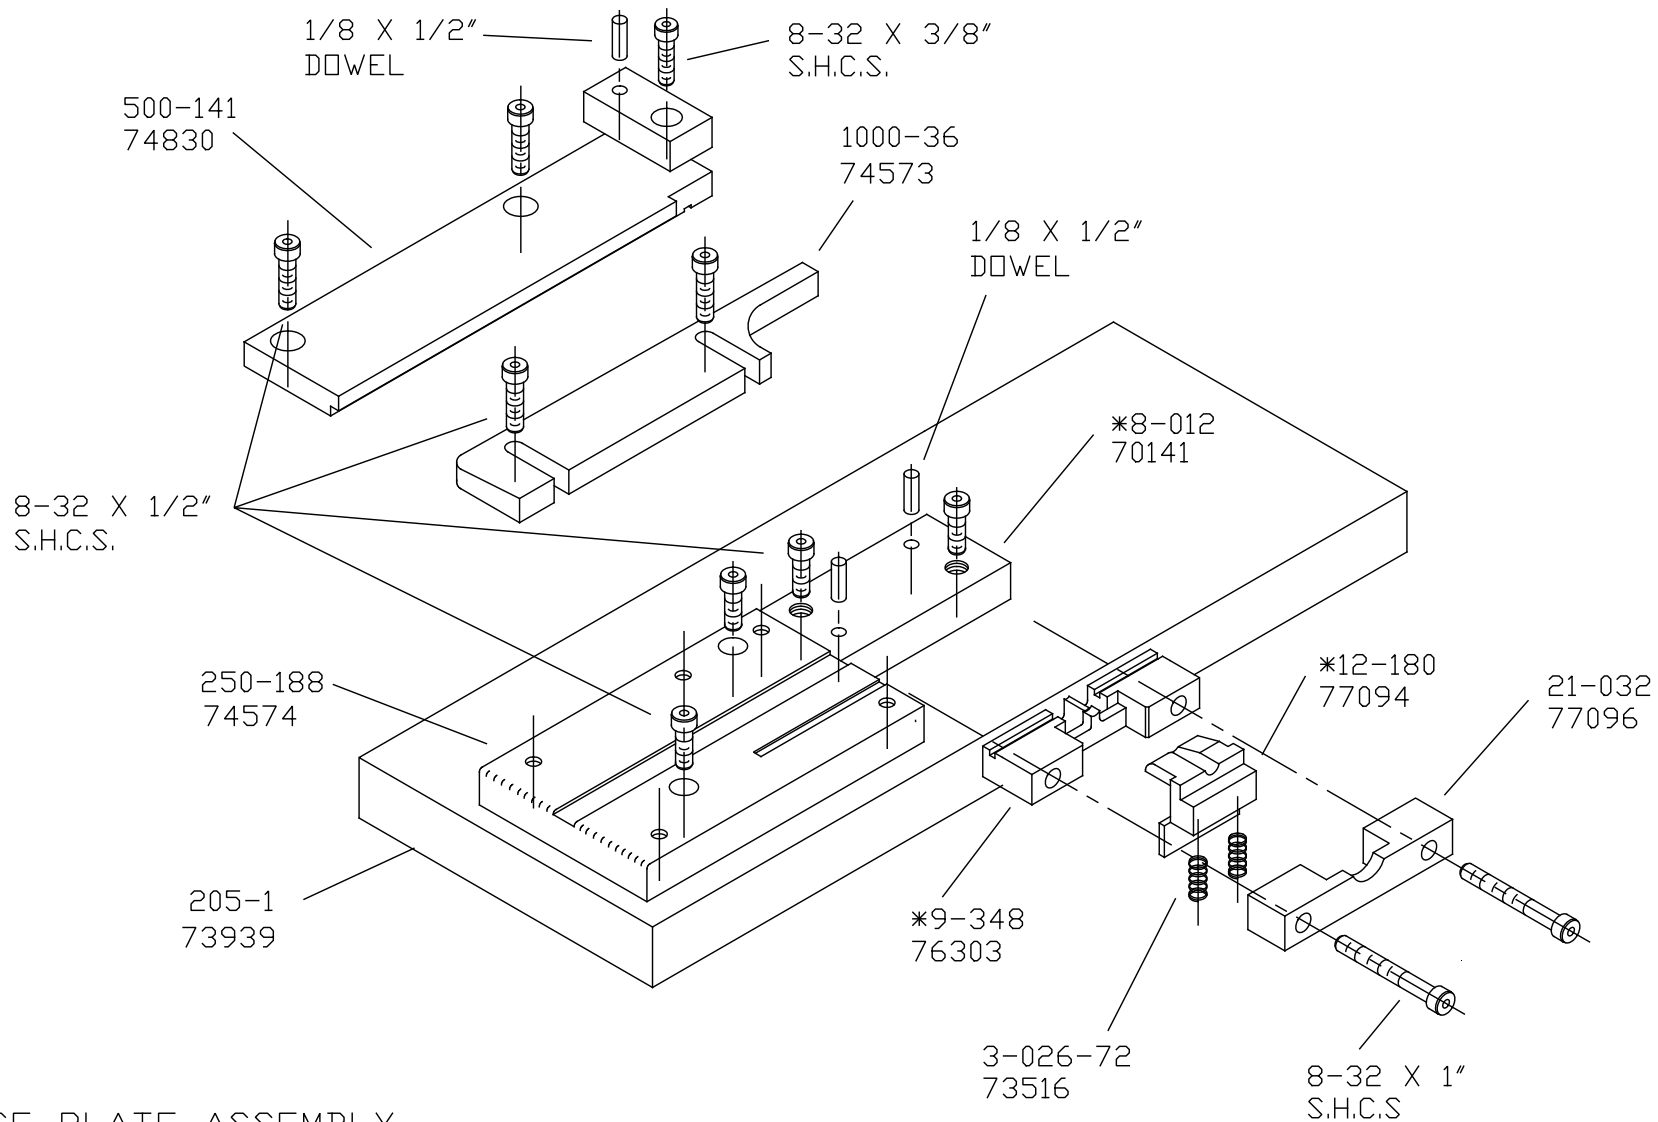 1/8 X 1/2"
DOWEL
8-32 X 3/8"
S.H.C.S.
500-141
74830
1000-36
74573
1/8 X 1/2"
DOWEL
*8-012
70141
8-32 X 1/2"
S.H.C.S.
250-188
74574
*12-180
77094
21-032
77096
205-1
73939
*9-348
76303
3-026-72
73516
8-32 X 1"
S.H.C.S
PLATE ASSEMBLY